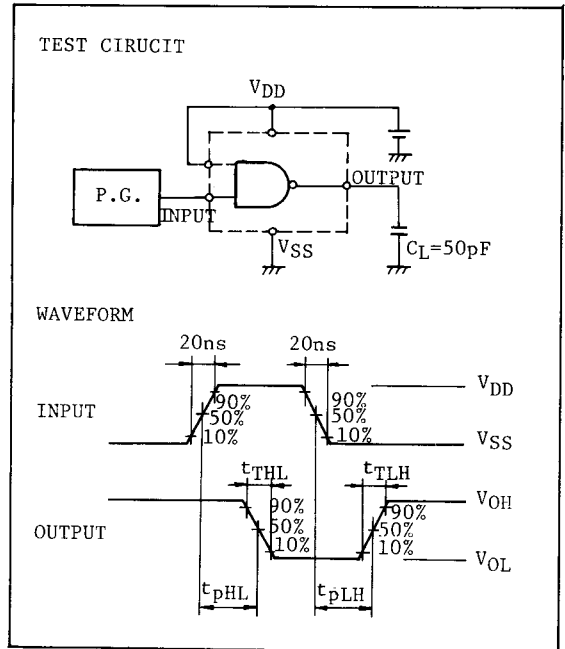 TEST CIRUCIT
VDD
P.G.
INPUT
OUTPUT
VSS
CL=50pF
WAVEFORM
20ns
20ns
INPUT
90%
50%
10%
90%
50%
10%
VDD
VSS
tTHL
tTLH
OUTPUT
90%
50%
10%
90%
50%
10%
VOH
VOL
tpHL
tpLH